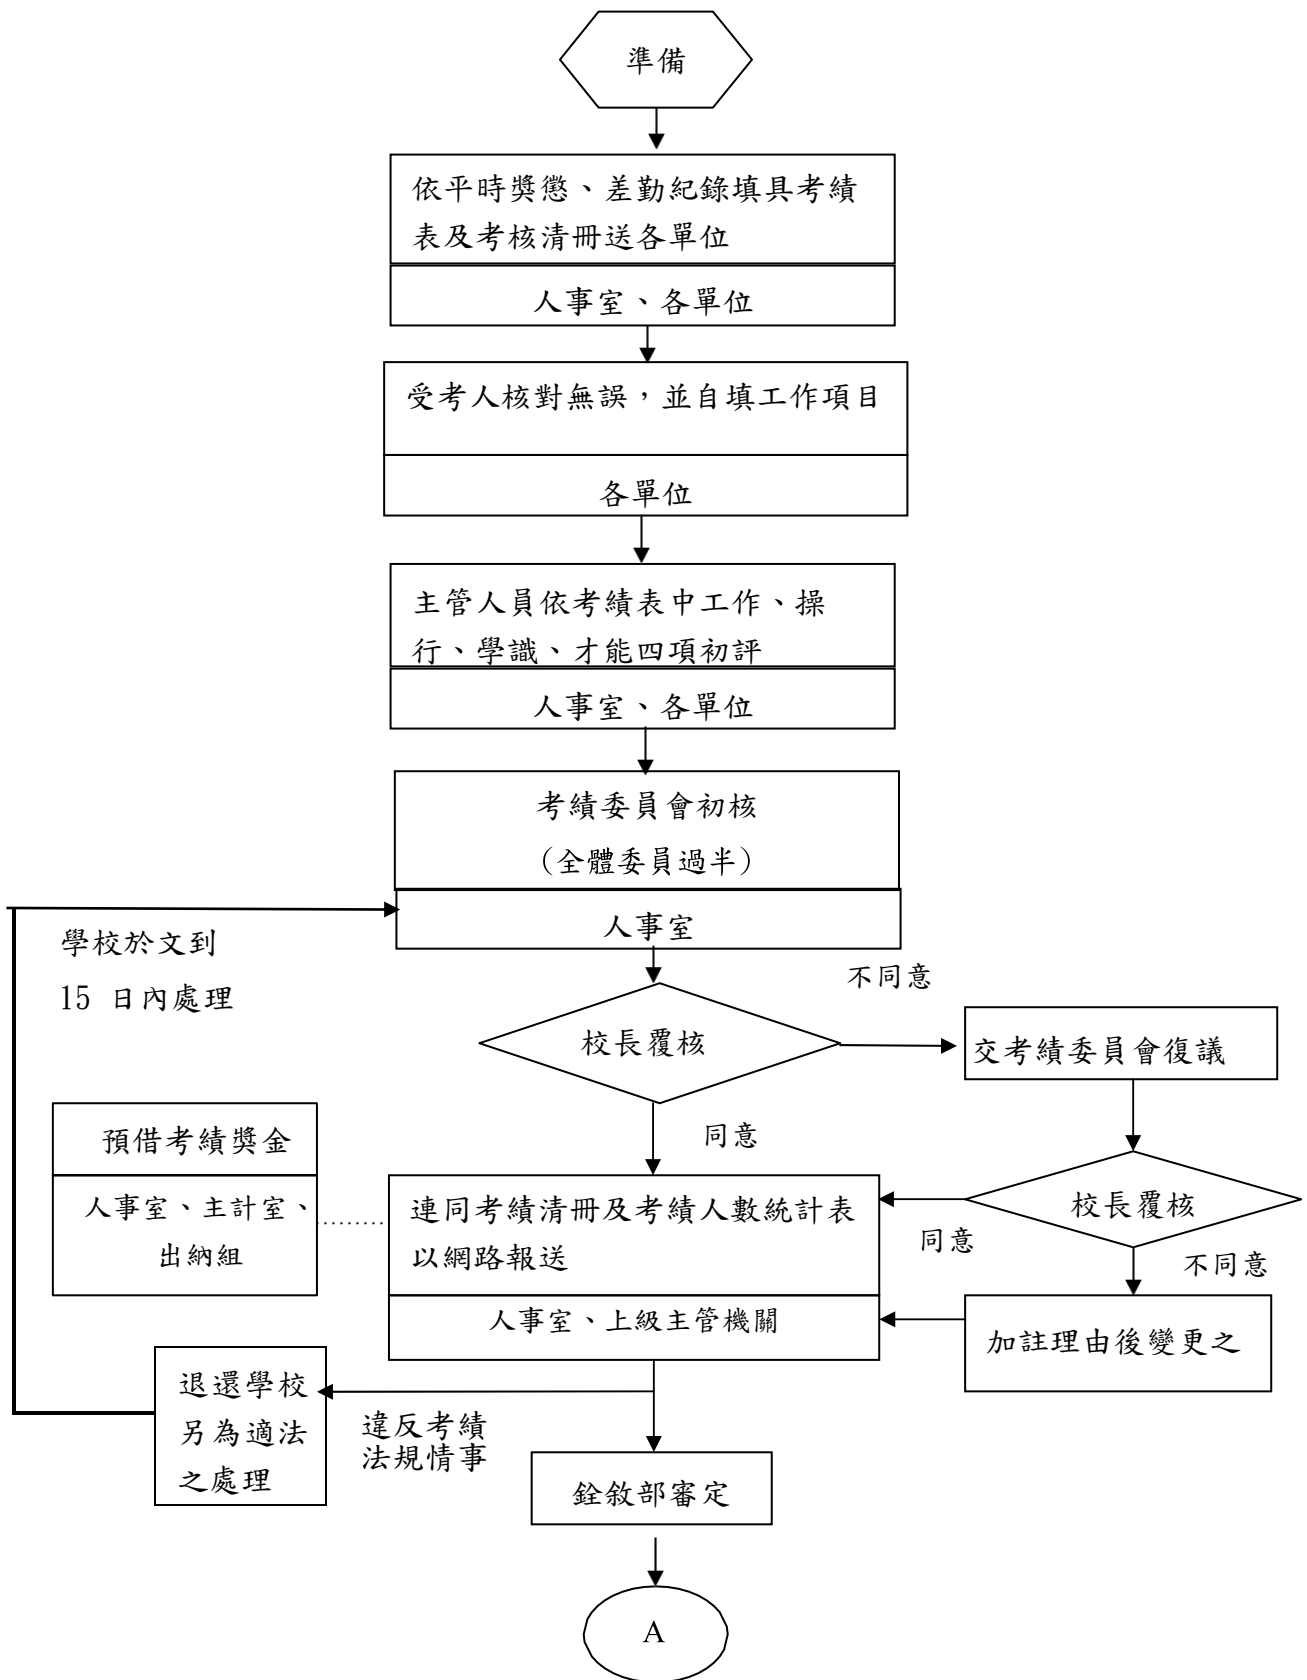 準備
依平時獎懲、差勤紀錄填具考績
表及考核清冊送各單位
人事室、各單位
受考人核對無誤，並自填工作項目
各單位
主管人員依考績表中工作、操
行、學識、才能四項初評
人事室、各單位
考績委員會初核
(全體委員過半)
人事室
學校於文到
15 日內處理
不同意
校長覆核
交考績委員會復議
同意
預借考績獎金
人事室、主計室、
出納組
連同考績清冊及考績人數統計表
以網路報送
人事室、上級主管機關
校長覆核
同意
不同意
加註理由後變更之
退還學校
另為適法
之處理
違反考績
法規情事
銓敘部審定
A